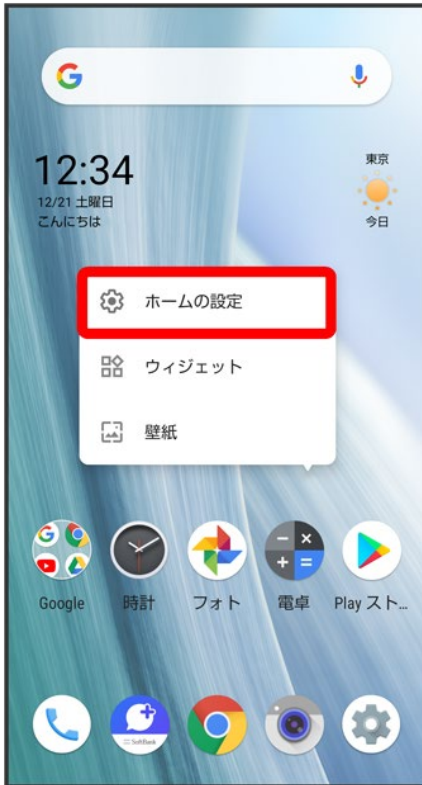 12:34
12/21 土曜日
こんにちは
東京
今日
ホームの設定
ウィジェット
壁紙
Google
時計
フォト
電卓
Play スト...
SoftBank